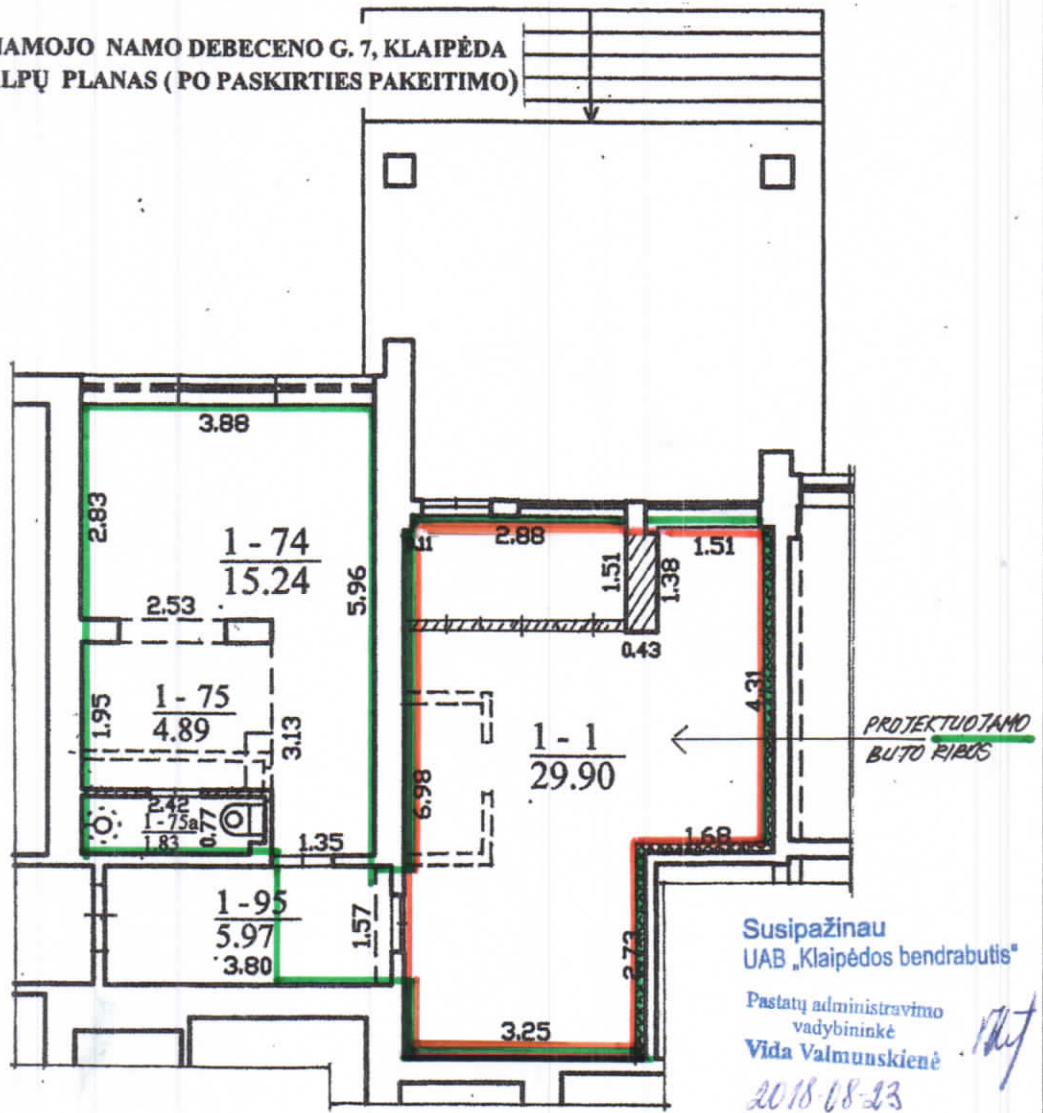 NAMOJO NAMO DEBECENO G. 7, KLAIPĖDA
ALPŲ PLANAS ( PO PASKIRTIES PAKEITIMO)
3.88
2.83
1 - 74
15.24
5.96
2.53
1.95
1 - 75
4.89
3.13
2.42
1 - 75a
1.83
0.77
1.35
1 - 95
5.97
3.80
1.57
2.88
1.51
1.51
1.38
0.43
4.31
6.98
1 - 1
29.90
1.68
2.73
3.25
PROJEKTUOJAMO
BUTO RIBOS
Susipažinau
UAB „Klaipėdos bendrabutis“
Pastatų administravimo
vadybininkė
Vida Valmunskienė
2018-08-23